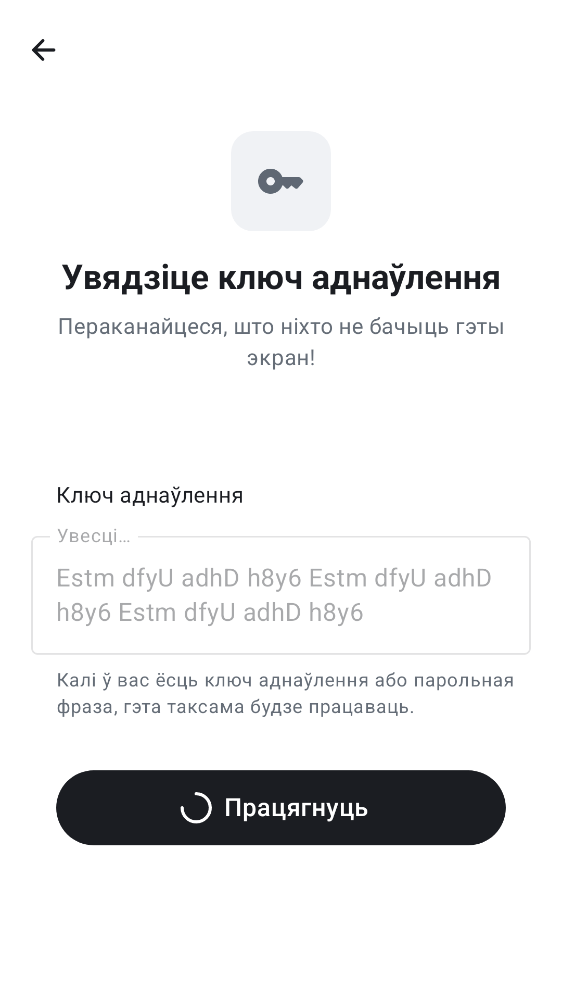 Увядзіце ключ аднаўлення
Пераканайцеся, што ніхто не бачыць гэты
экран!
Ключ аднаўлення
Увесці…
Estm dfyU adhD h8y6 Estm dfyU adhD
h8y6 Estm dfyU adhD h8y6
Калі ў вас ёсць ключ аднаўлення або парольная
фраза, гэта таксама будзе працаваць.
Працягнуць